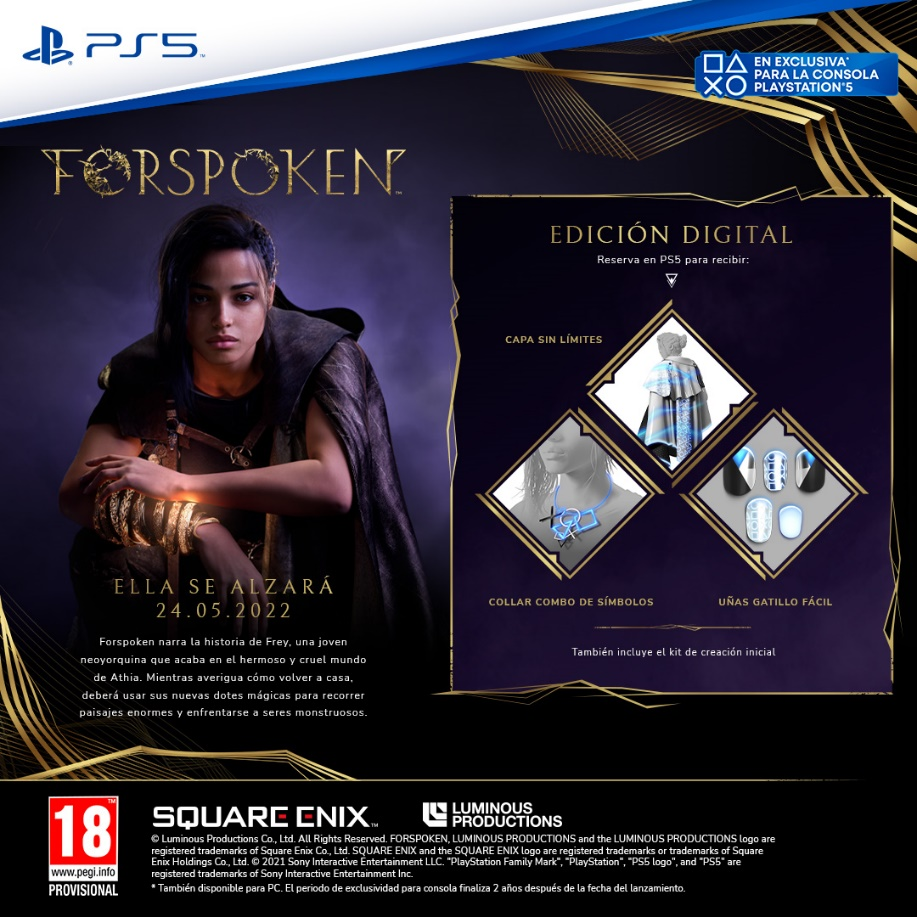 PS5
EN EXCLUSIVA*
PARA LA CONSOLA
PLAYSTATION®5
FORSPOKEN™
EDICIÓN DIGITAL
Reserva en PS5 para recibir:
CAPA SIN LÍMITES
COLLAR COMBO DE SÍMBOLOS
UÑAS GATILLO FÁCIL
También incluye el kit de creación inicial
ELLA SE ALZARÁ
24.05.2022
Forspoken narra la historia de Frey, una joven
neoyorquina que acaba en el hermoso y cruel mundo
de Athia. Mientras averigua cómo volver a casa,
deberá usar sus nuevas dotes mágicas para recorrer
paisajes enormes y enfrentarse a seres monstruosos.
18
www.pegi.info
PROVISIONAL
SQUARE ENIX™
LUMINOUS
PRODUCTIONS
© Luminous Productions Co., Ltd. All Rights Reserved. FORSPOKEN, LUMINOUS PRODUCTIONS and the LUMINOUS PRODUCTIONS logo are
registered trademarks of Square Enix Co., Ltd. SQUARE ENIX and the SQUARE ENIX logo are registered trademarks or trademarks of Square
Enix Holdings Co., Ltd. © 2021 Sony Interactive Entertainment LLC. "PlayStation Family Mark", "PlayStation", "PS5 logo", and "PS5" are
registered trademarks of Sony Interactive Entertainment Inc.
* También disponible para PC. El periodo de exclusividad para consola finaliza 2 años después de la fecha del lanzamiento.